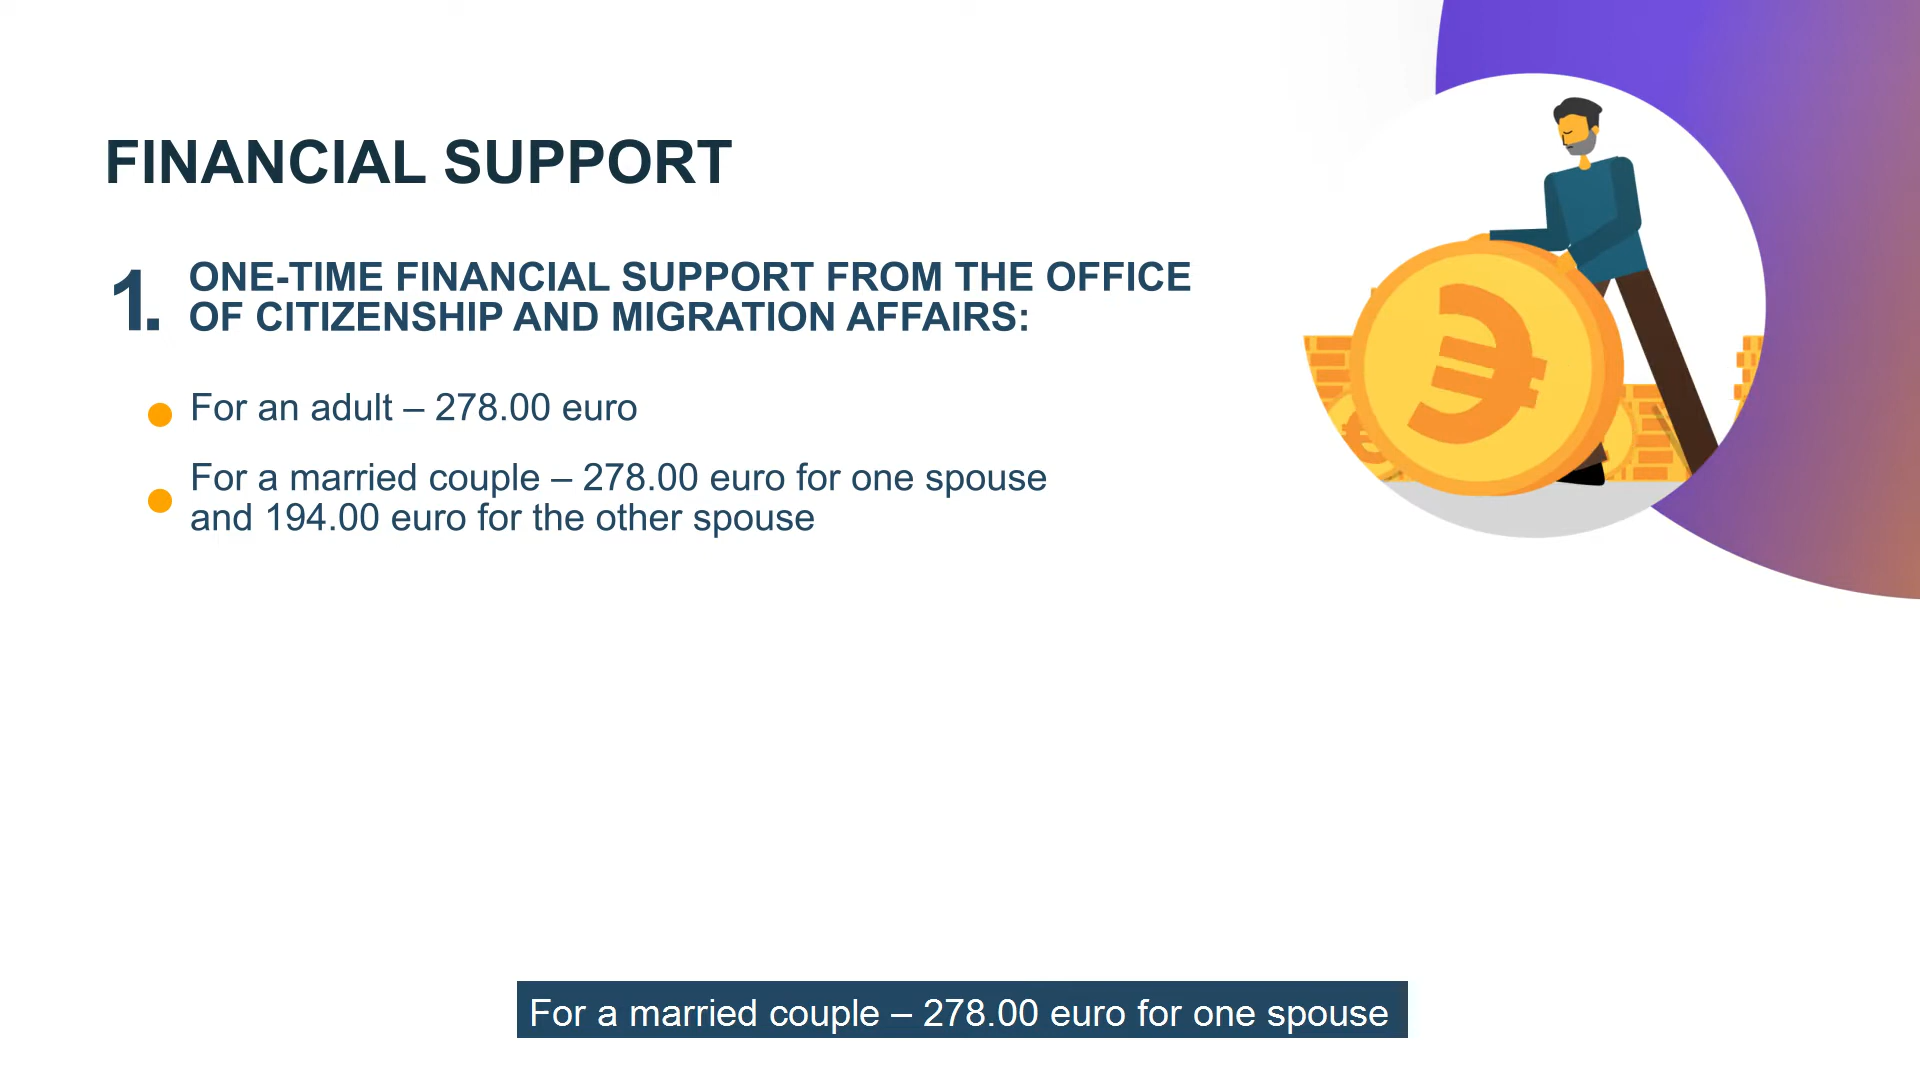 FINANCIAL SUPPORT
1. ONE-TIME FINANCIAL SUPPORT FROM THE OFFICE
OF CITIZENSHIP AND MIGRATION AFFAIRS:
For an adult – 278.00 euro
For a married couple – 278.00 euro for one spouse
and 194.00 euro for the other spouse
For a married couple – 278.00 euro for one spouse